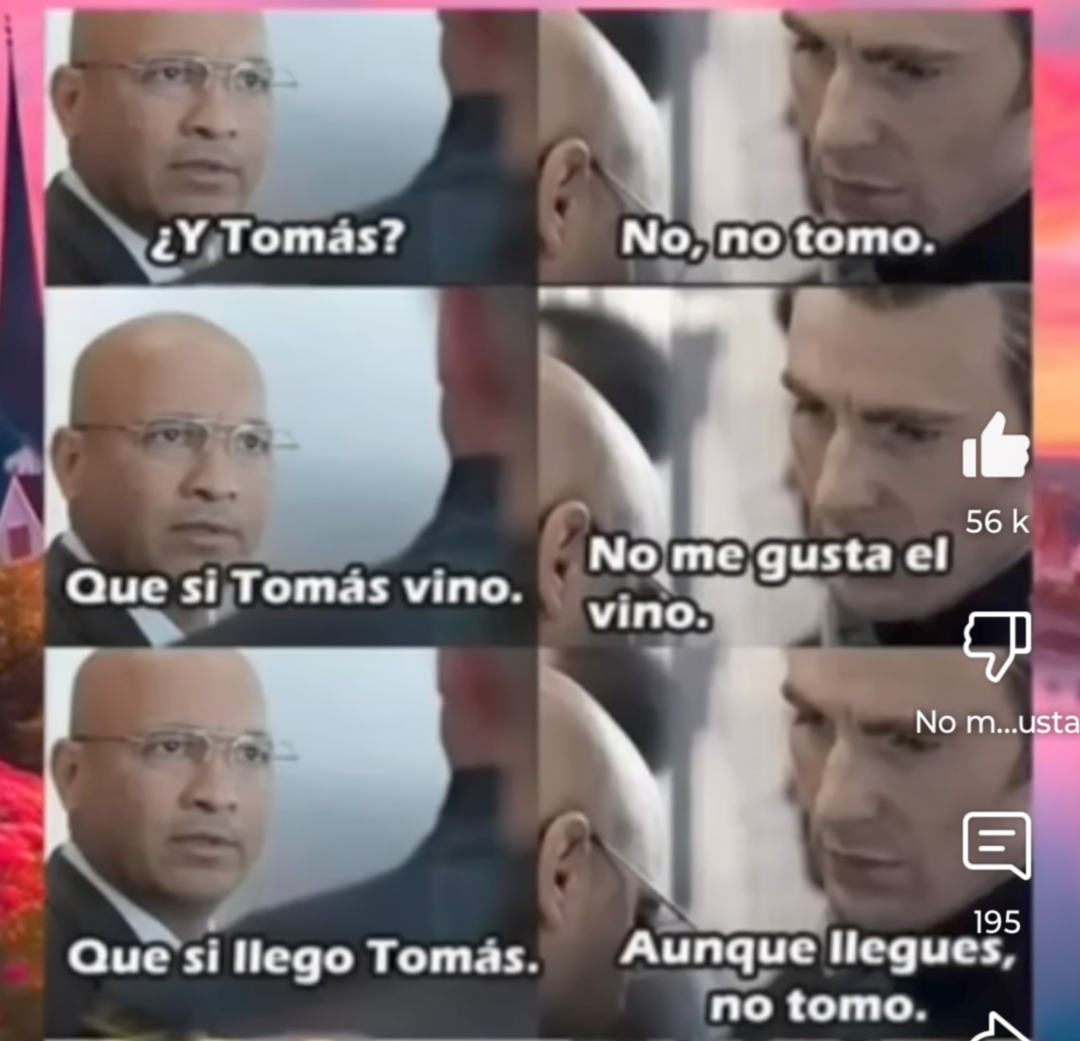 ¿Y Tomás?
No, no tomo.
Que si Tomás vino.
No me gusta el
vino.
Que si llego Tomás.
Aunque llegues,
no tomo.
56 k
No m...usta
195